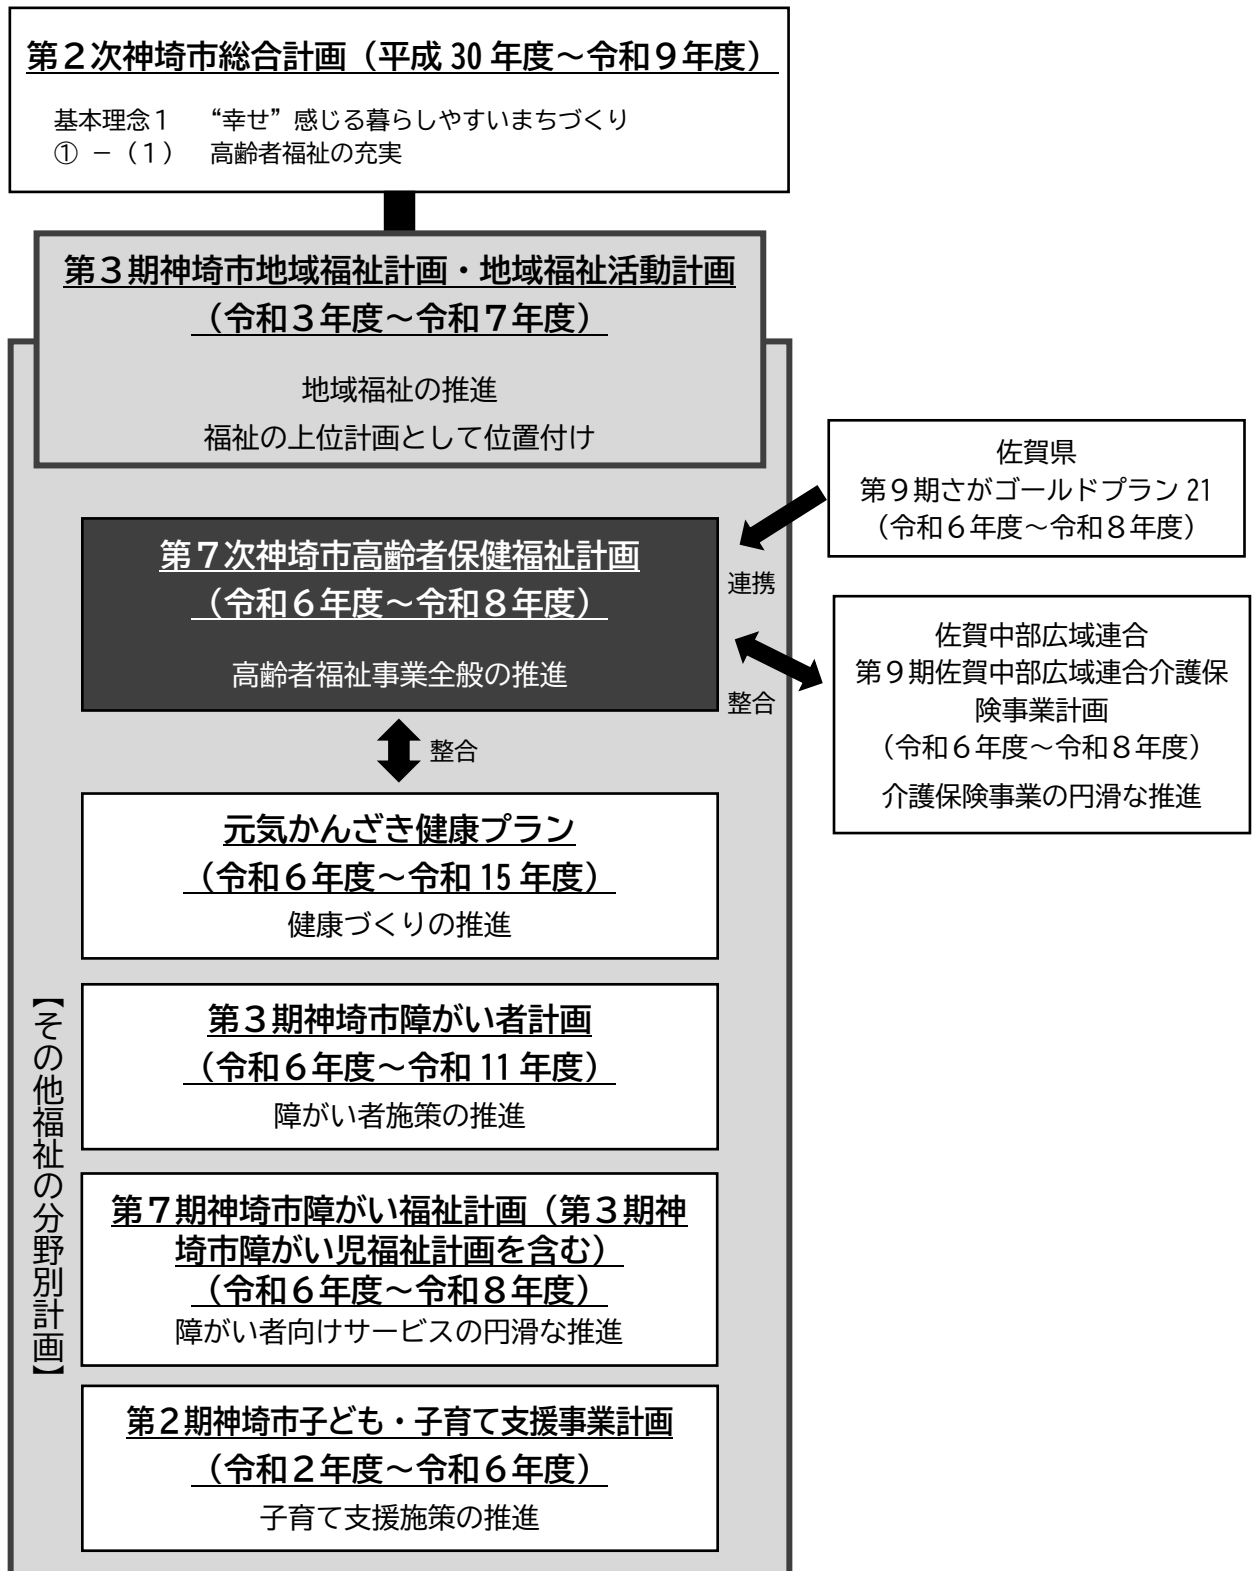 第２次神埼市総合計画（平成 30 年度～令和９年度）
基本理念１　“幸せ”感じる暮らしやすいまちづくり
① －（１）　高齢者福祉の充実
第３期神埼市地域福祉計画・地域福祉活動計画
（令和３年度～令和７年度）
地域福祉の推進
福祉の上位計画として位置付け
佐賀県
第９期さがゴールドプラン 21
（令和６年度～令和８年度）
第７次神埼市高齢者保健福祉計画
（令和６年度～令和８年度）
高齢者福祉事業全般の推進
連携
整合
佐賀中部広域連合
第９期佐賀中部広域連合介護保
険事業計画
（令和６年度～令和８年度）
介護保険事業の円滑な推進
整合
元気かんざき健康プラン
（令和６年度～令和 15 年度）
健康づくりの推進
【その他福祉の分野別計画】
第３期神埼市障がい者計画
（令和６年度～令和 11 年度）
障がい者施策の推進
第７期神埼市障がい福祉計画（第３期神
埼市障がい児福祉計画を含む）
（令和６年度～令和８年度）
障がい者向けサービスの円滑な推進
第２期神埼市子ども・子育て支援事業計画
（令和２年度～令和６年度）
子育て支援施策の推進